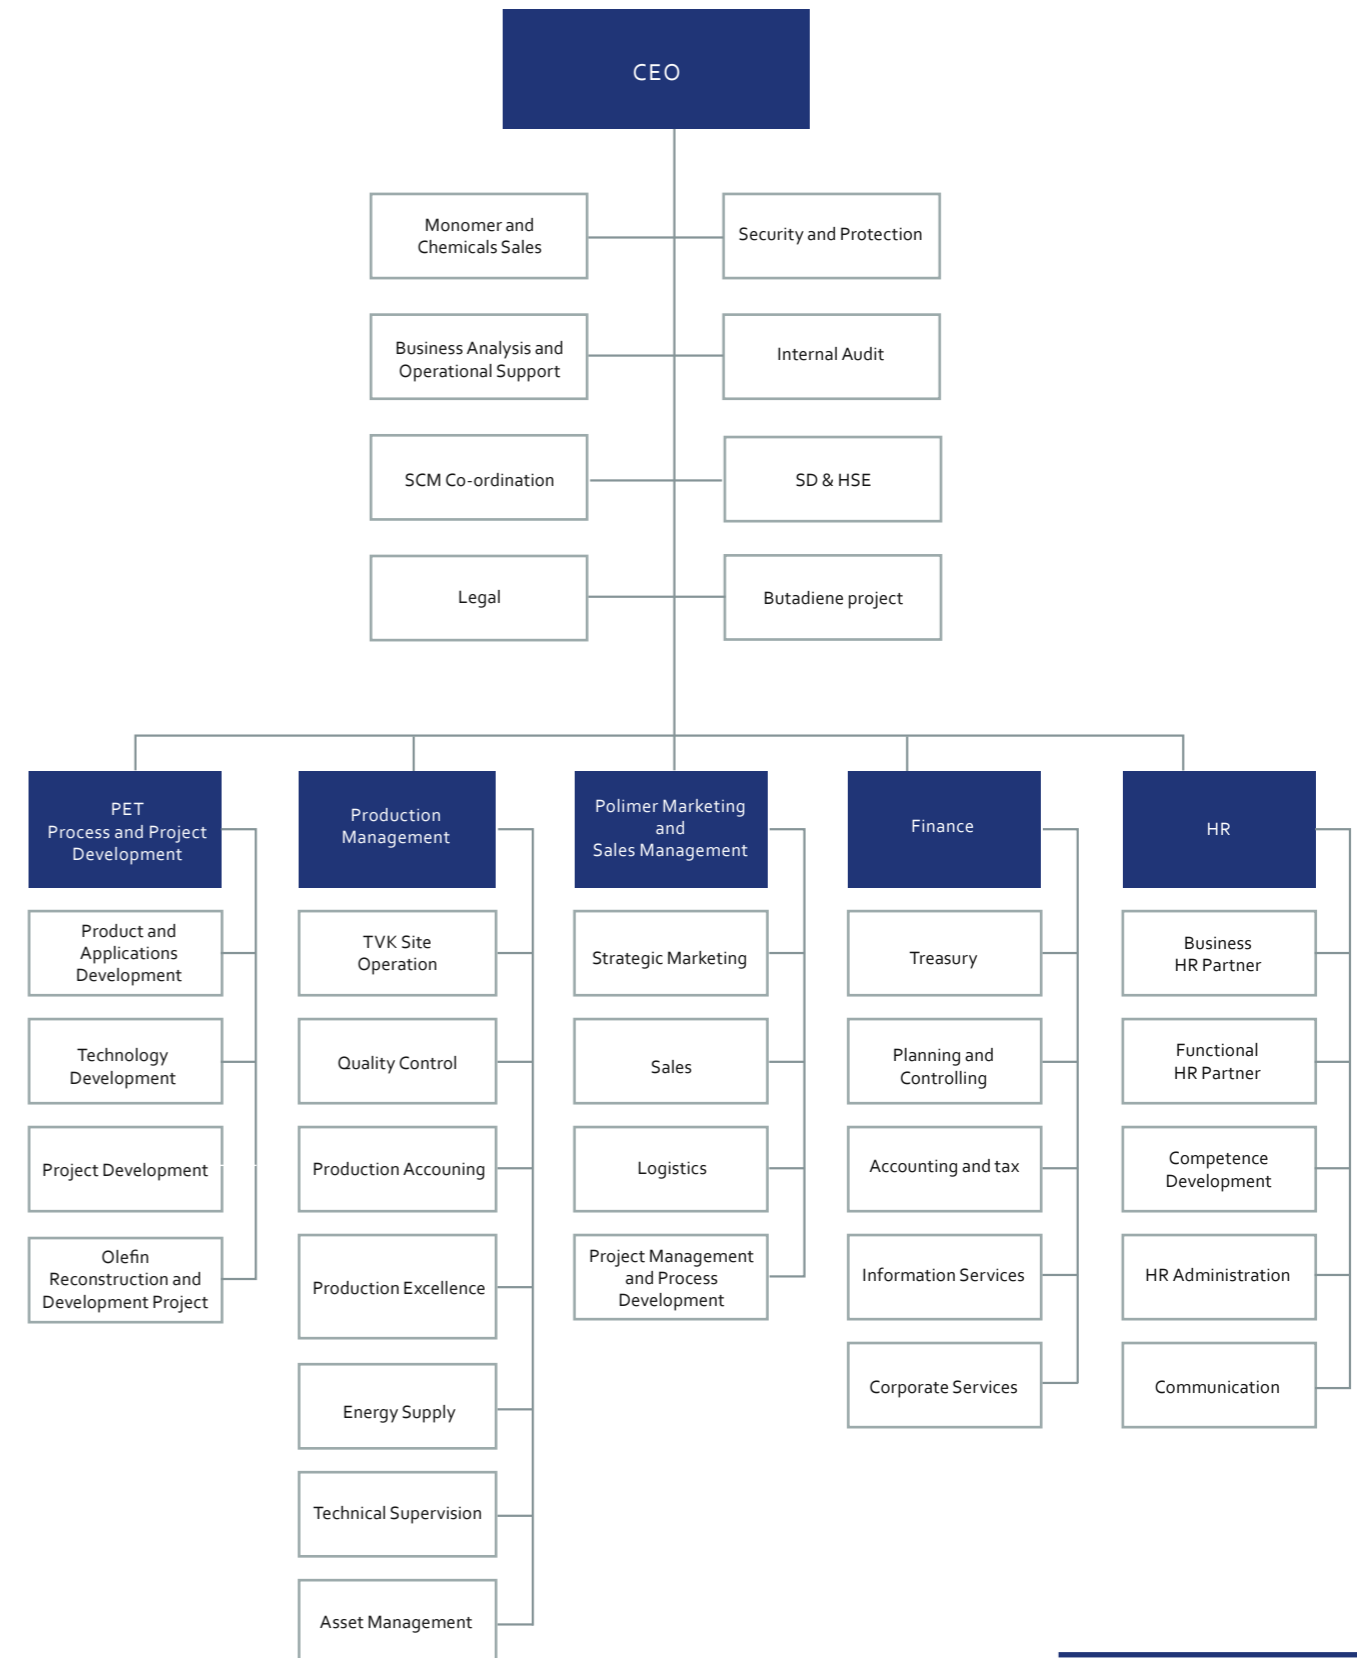 CEO
Monomer and
Chemicals Sales
Security and Protection
Business Analysis and
Operational Support
Internal Audit
SCM Co-ordination
SD & HSE
Legal
Butadiene project
PET
Process and Project
Development
Production
Management
Polimer Marketing
and
Sales Management
Finance
HR
Product and
Applications
Development
Technology
Development
Project Development
Olefin
Reconstruction and
Development Project
TVK Site
Operation
Quality Control
Production Accouning
Production Excellence
Energy Supply
Technical Supervision
Asset Management
Strategic Marketing
Sales
Logistics
Project Management
and Process
Development
Treasury
Planning and
Controlling
Accounting and tax
Information Services
Corporate Services
Business
HR Partner
Functional
HR Partner
Competence
Development
HR Administration
Communication